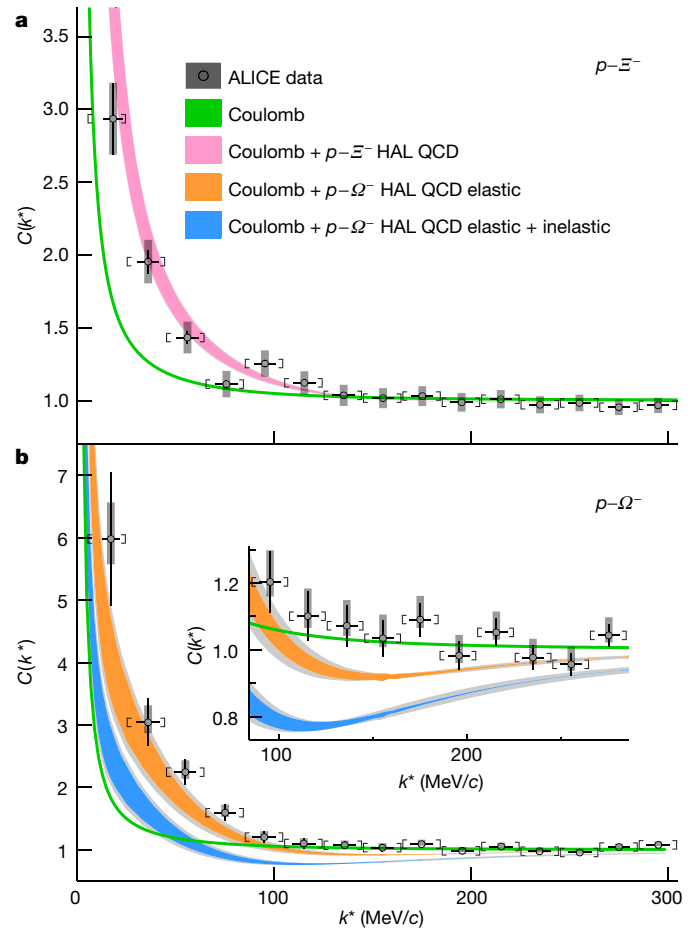 a
p–Ξ⁻
ALICE data
Coulomb
Coulomb + p–Ξ⁻ HAL QCD
Coulomb + p–Ω⁻ HAL QCD elastic
Coulomb + p–Ω⁻ HAL QCD elastic + inelastic
C(k*)
3.5
3.0
2.5
2.0
1.5
1.0
b
p–Ω⁻
C(k*)
7
6
5
4
3
2
1
0
0 100 200 300
k* (MeV/c)
C(k*)
1.2
1.0
0.8
100 200
k* (MeV/c)